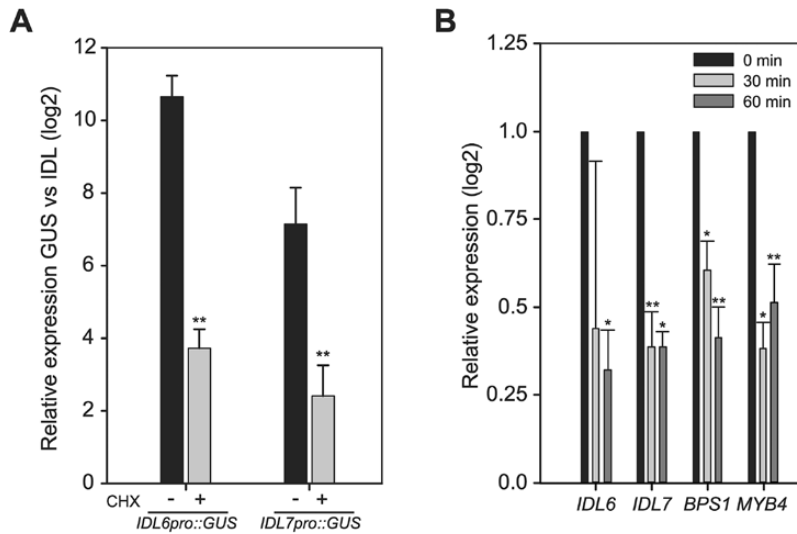 A
Relative expression GUS vs IDL (log2)
12
10
8
6
4
2
0
**
**
CHX - + - +
IDL6pro::GUS IDL7pro::GUS
B
Relative expression (log2)
1.25
1.0
0.75
0.5
0.25
0.0
0 min
30 min
60 min
*
**
*
*
**
*
**
IDL6 IDL7 BPS1 MYB4